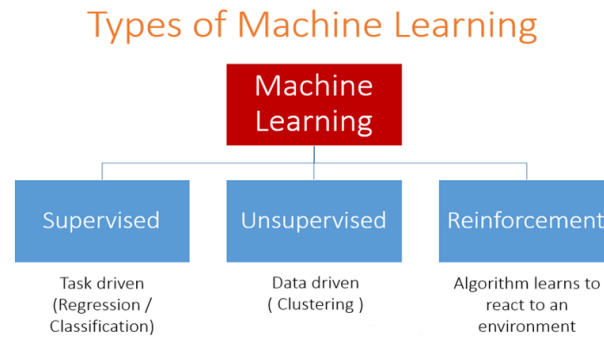 Types of Machine Learning
Machine
Learning
Supervised
Unsupervised
Reinforcement
Task driven
(Regression /
Classification)
Data driven
( Clustering )
Algorithm learns to
react to an
environment